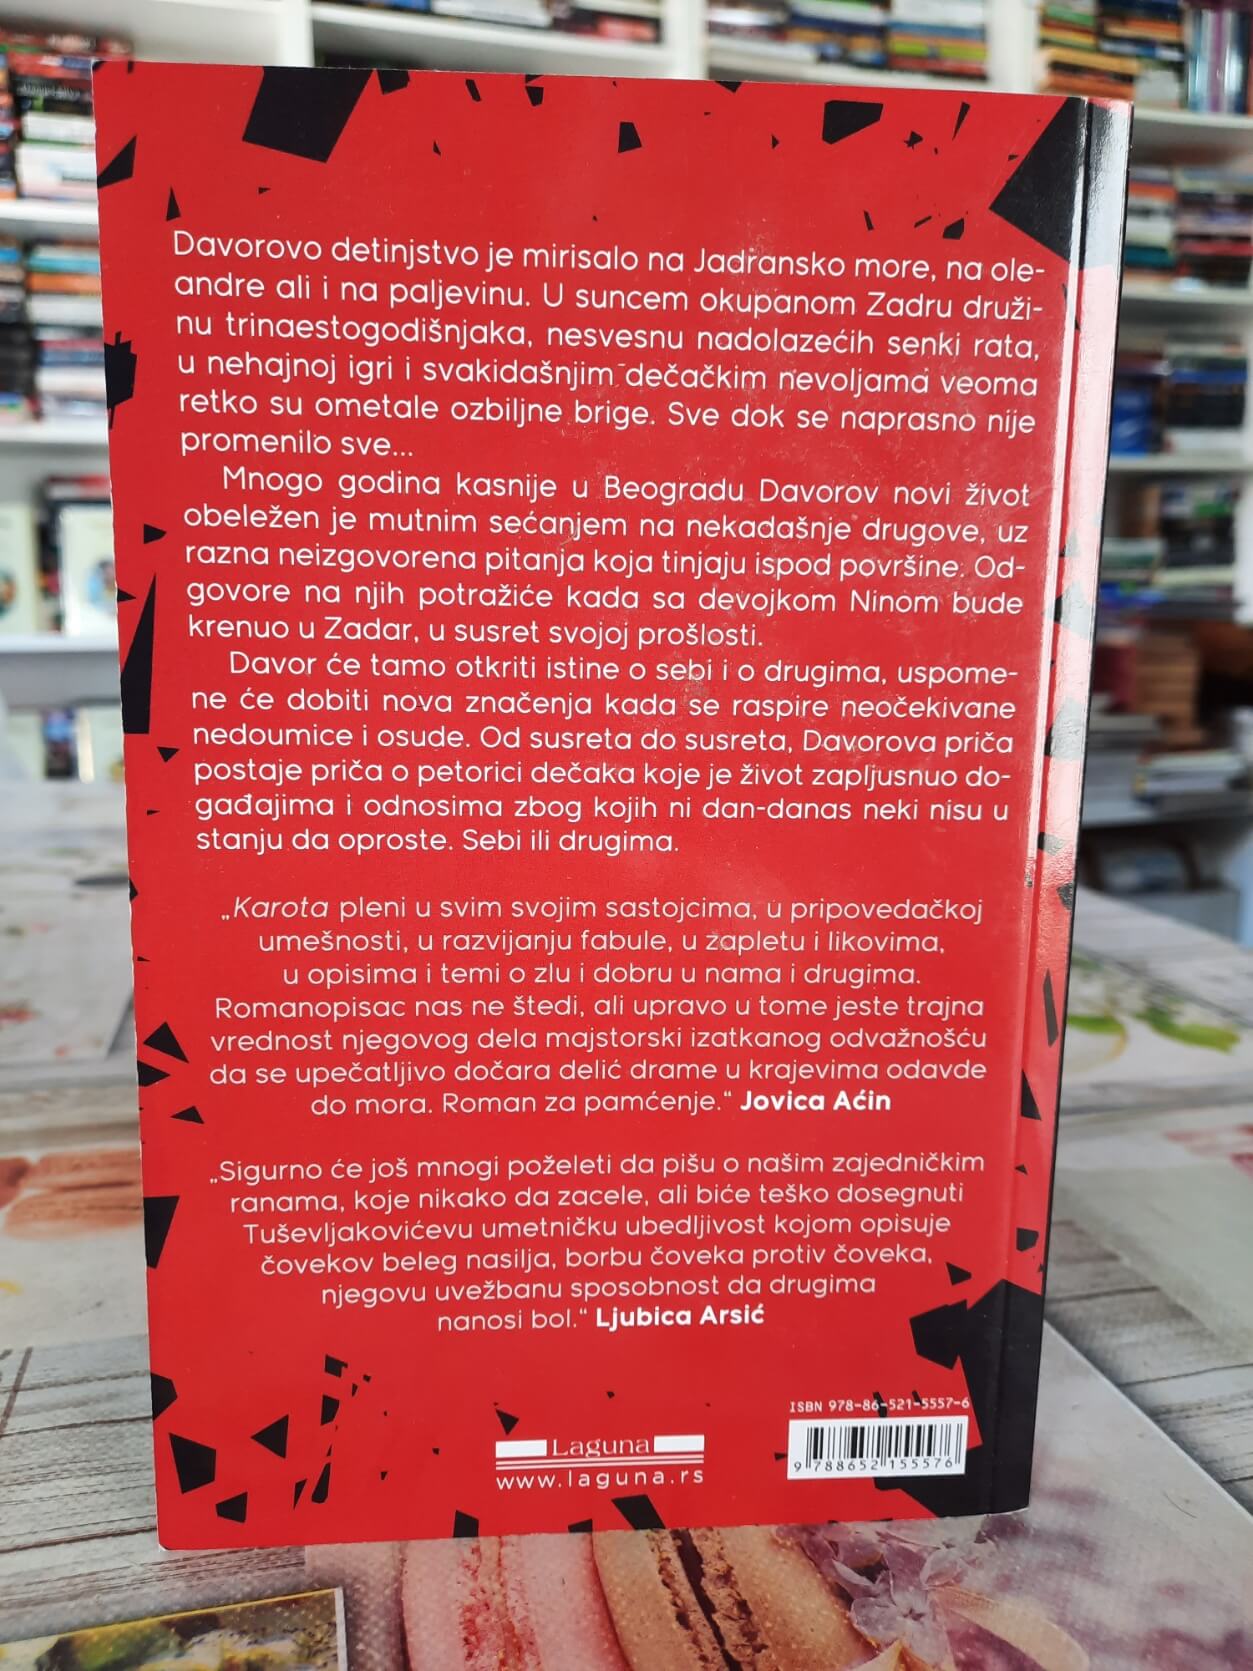 Davorovo detinjstvo je mirisalo na Jadransko more, na ole-
andre ali i na paljevinu. U suncem okupanom Zadru druži-
nu trinaestogodišnjaka, nesvesnu nadolazećih senki rata,
u nehajnoj igri i svakidašnjim dečačkim nevoljama veoma
retko su ometale ozbiljne brige. Sve dok se naprasno nije
promenilo sve...
Mnogo godina kasnije u Beogradu Davorov novi život
obeležen je mutnim sećanjem na nekadašnje drugove, uz
razna neizgovorena pitanja koja tinjaju ispod površine. Od-
govore na njih potražiće kada sa devojkom Ninom bude
krenuo u Zadar, u susret svojoj prošlosti.
Davor će tamo otkriti istine o sebi i o drugima, uspome-
ne će dobiti nova značenja kada se raspire neočekivane
nedoumice i osude. Od susreta do susreta, Davorova priča
postaje priča o petorici dečaka koje je život zapljusnuo do-
gađajima i odnosima zbog kojih ni dan-danas neki nisu u
stanju da oproste. Sebi ili drugima.
„Karota pleni u svim svojim sastojcima, u pripovedačkoj
umešnosti, u razvijanju fabule, u zapletu i likovima,
u opisima i temi o zlu i dobru u nama i drugima.
Romanopisac nas ne štedi, ali upravo u tome jeste trajna
vrednost njegovog dela majstorski izatkanog odvažnošću
da se upečatljivo dočara delić drame u krajevima odavde
do mora. Roman za pamćenje.“ Jovica Aćin
„Sigurno će još mnogi poželeti da pišu o našim zajedničkim
ranama, koje nikako da zacele, ali biće teško dosegnuti
Tuševljakovićevu umetničku ubedljivost kojom opisuje
čovekov beleg nasilja, borbu čoveka protiv čoveka,
njegovu uvežbanu sposobnost da drugima
nanosi bol.“ Ljubica Arsić
ISBN 978-86-521-5557-6
Laguna
www.laguna.rs
9 788652 155576